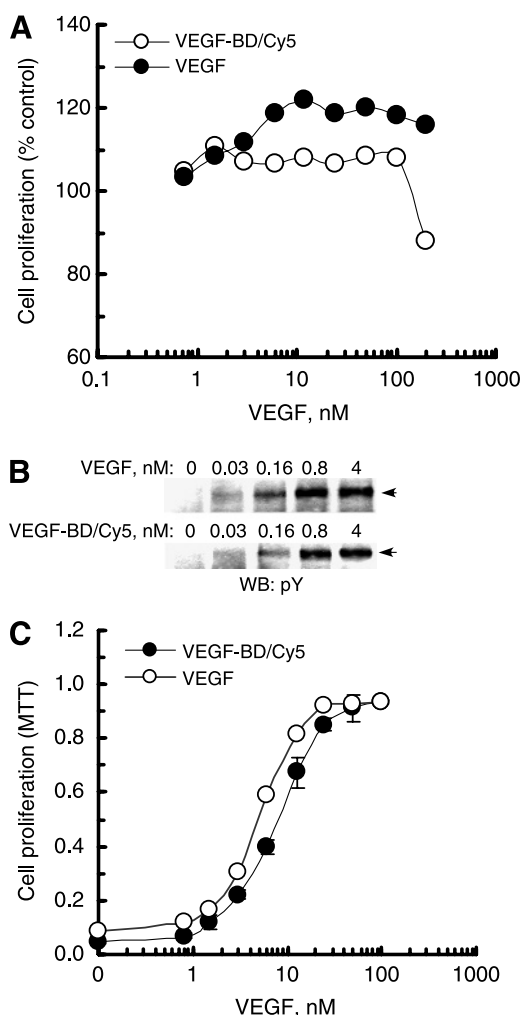 A
Cell proliferation (% control)
140
120
100
80
60
VEGF-BD/Cy5
VEGF
0.1 1 10 100 1000
VEGF, nM
B
VEGF, nM: 0 0.03 0.16 0.8 4
VEGF-BD/Cy5, nM: 0 0.03 0.16 0.8 4
WB: pY
C
Cell proliferation (MTT)
1.2
1.0
0.8
0.6
0.4
0.2
0.0
VEGF-BD/Cy5
VEGF
0 1 10 100 1000
VEGF, nM